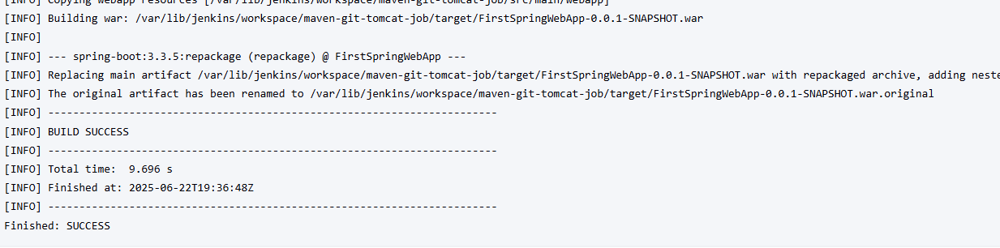 [INFO] Copying webapp resources [/var/lib/jenkins/workspace/maven-git-tomcat-job/src/main/webapp]
[INFO] Building war: /var/lib/jenkins/workspace/maven-git-tomcat-job/target/FirstSpringWebApp-0.0.1-SNAPSHOT.war
[INFO]
[INFO] --- spring-boot:3.3.5:repackage (repackage) @ FirstSpringWebApp ---
[INFO] Replacing main artifact /var/lib/jenkins/workspace/maven-git-tomcat-job/target/FirstSpringWebApp-0.0.1-SNAPSHOT.war with repackaged archive, adding neste
[INFO] The original artifact has been renamed to /var/lib/jenkins/workspace/maven-git-tomcat-job/target/FirstSpringWebApp-0.0.1-SNAPSHOT.war.original
[INFO] ------------------------------------------------------------------------
[INFO] BUILD SUCCESS
[INFO] ------------------------------------------------------------------------
[INFO] Total time:  9.696 s
[INFO] Finished at: 2025-06-22T19:36:48Z
[INFO] ------------------------------------------------------------------------
Finished: SUCCESS